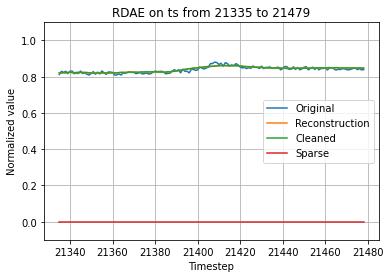 RDAE on ts from 21335 to 21479
Normalized value
1.0
0.8
0.6
0.4
0.2
0.0
Original
Reconstruction
Cleaned
Sparse
21340 21360 21380 21400 21420 21440 21460 21480
Timestep